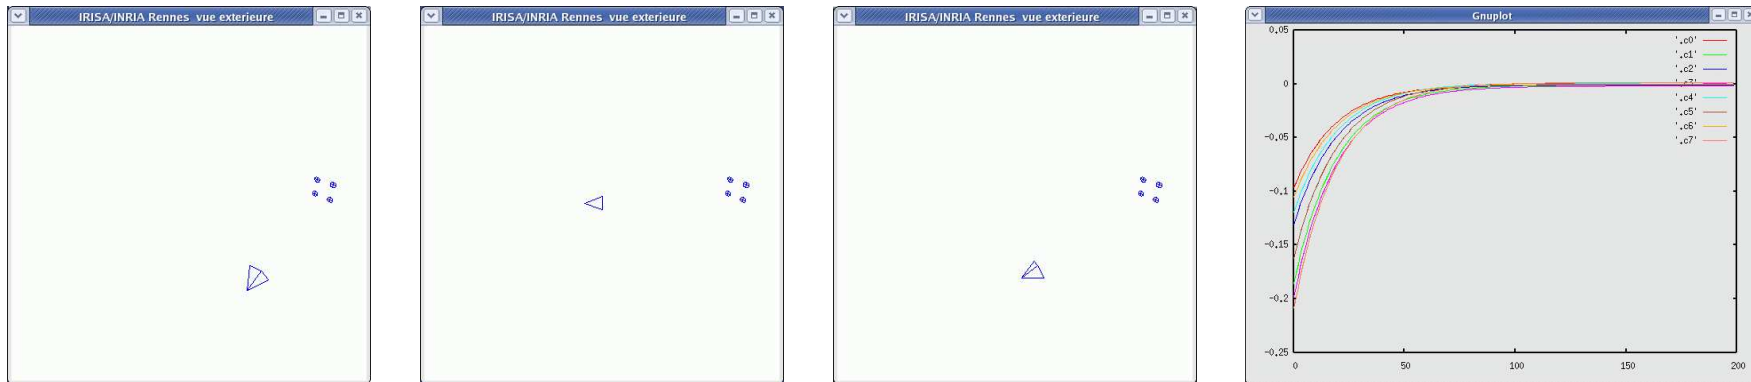 IRISA/INRIA Rennes vue exterieure
IRISA/INRIA Rennes vue exterieure
IRISA/INRIA Rennes vue exterieure
Gnuplot
0.05
0
-0.05
-0.1
-0.15
-0.2
-0.25
0 50 100 150 200
'.c0'
'.c1'
'.c2'
'.c3'
'.c4'
'.c5'
'.c6'
'.c7'